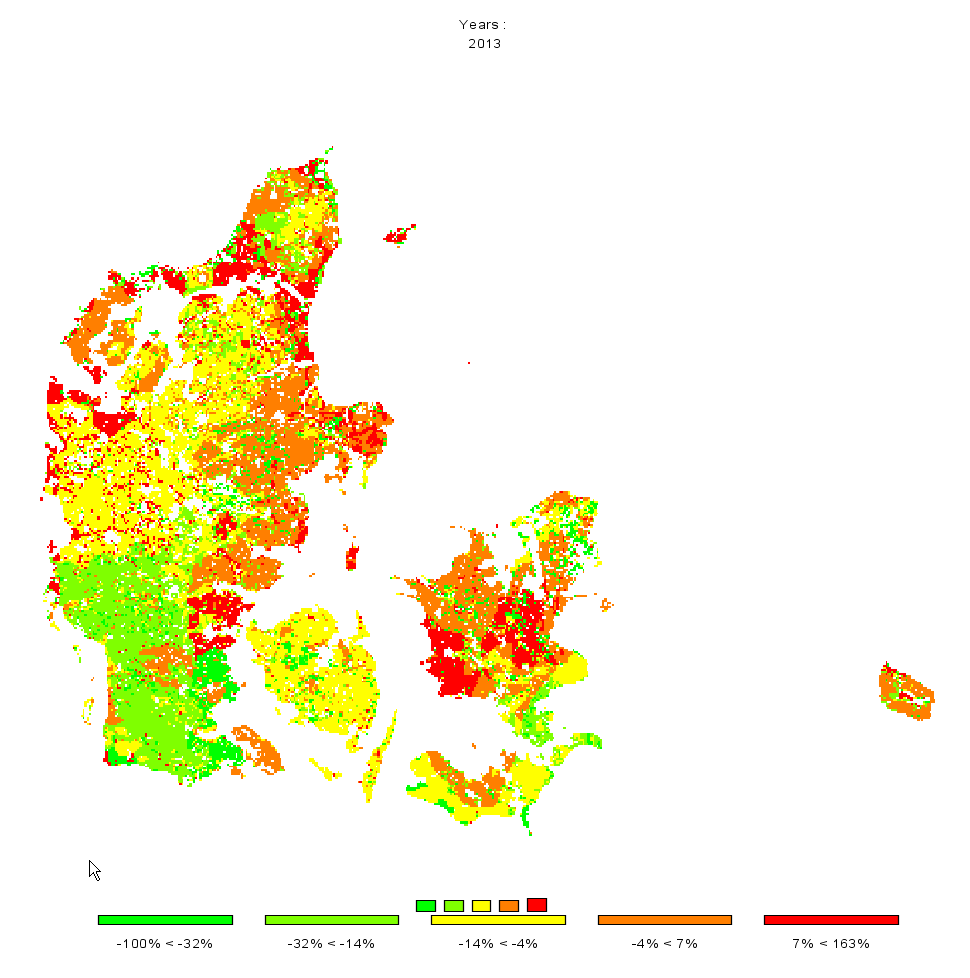 Years :
2013
-100% < -32%
-32% < -14%
-14% < -4%
-4% < 7%
7% < 163%